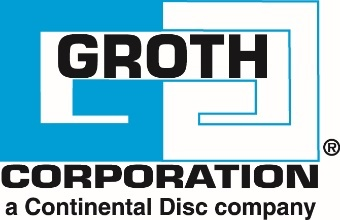 GROTH
®
CORPORATION
a Continental Disc company